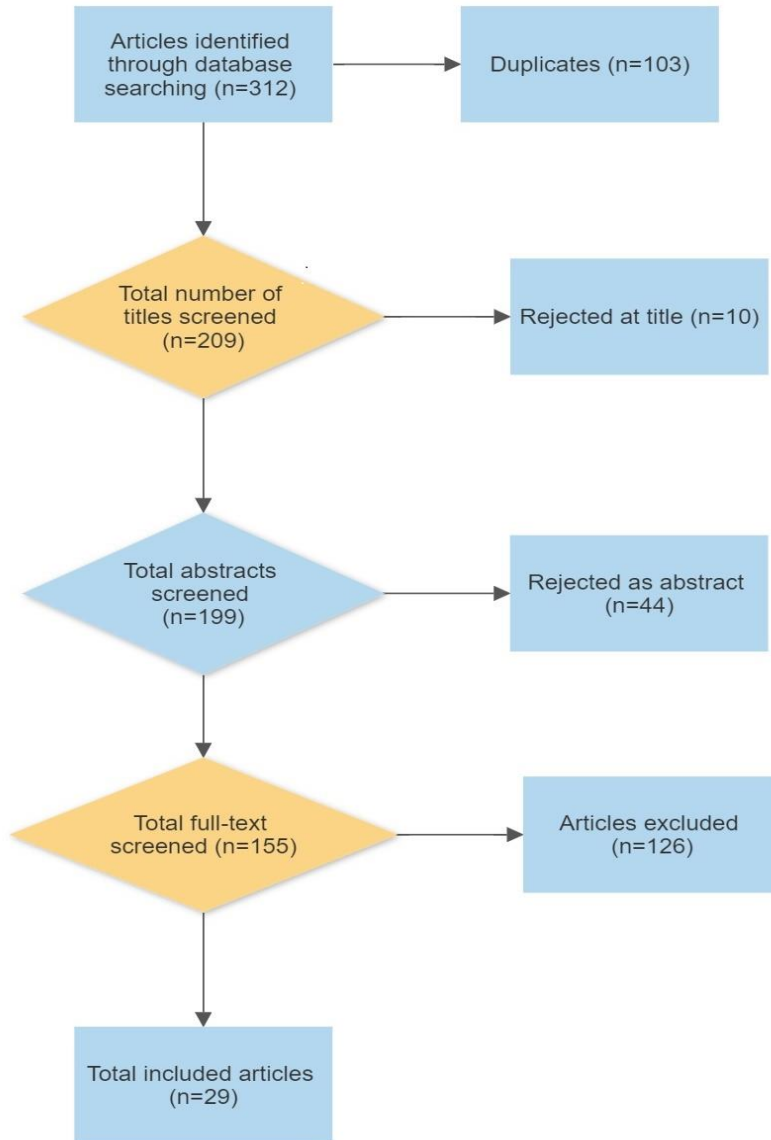 Articles identified
through database
searching (n=312)
Duplicates (n=103)
Total number of
titles screened
(n=209)
Rejected at title (n=10)
Total abstracts
screened
(n=199)
Rejected as abstract
(n=44)
Total full-text
screened (n=155)
Articles excluded
(n=126)
Total included articles
(n=29)